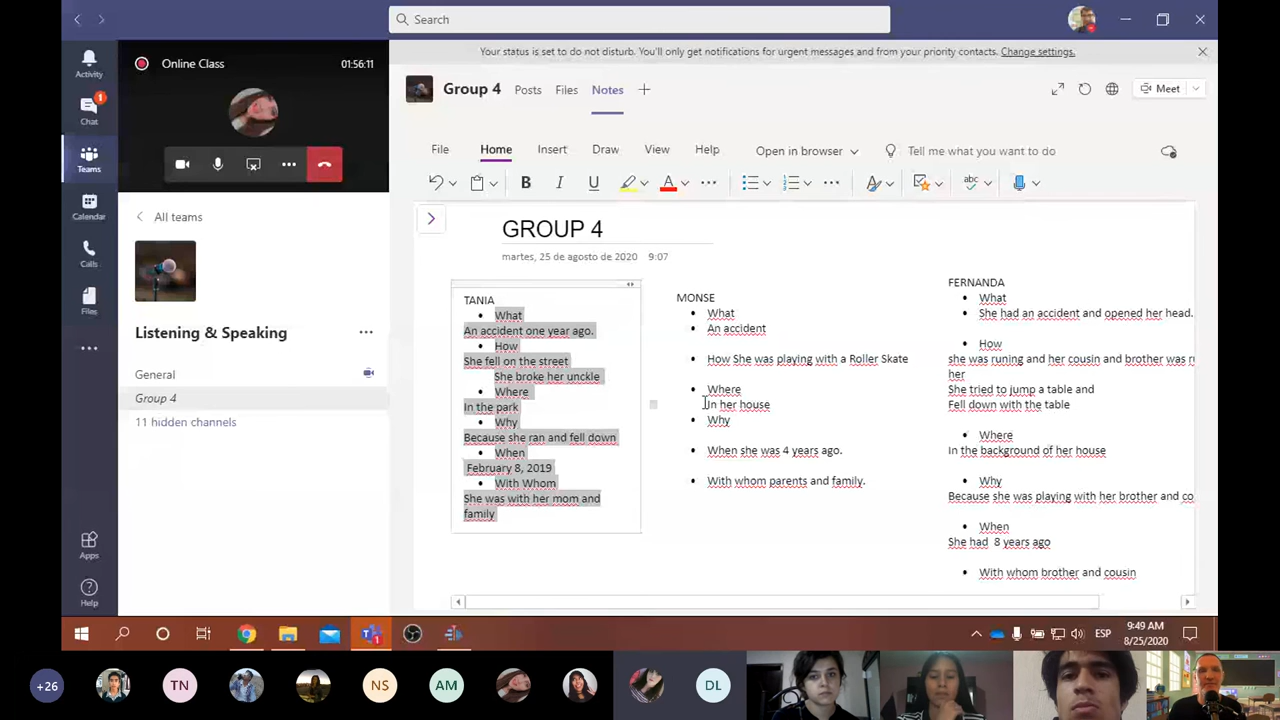 Search
Your status is set to do not disturb. You'll only get notifications for urgent messages and from your priority contacts. Change settings.
Activity
Chat
1
Teams
Calendar
Calls
Files
Apps
Help
Online Class
01:56:11
All teams
Listening & Speaking
General
Group 4
11 hidden channels
Group 4
Posts
Files
Notes
Meet
File
Home
Insert
Draw
View
Help
Open in browser
Tell me what you want to do
B
I
U
A
abc
GROUP 4
martes, 25 de agosto de 2020 9:07
TANIA
What
An accident one year ago.
How
She fell on the street
She broke her unckle
Where
In the park
Why
Because she ran and fell down
When
February 8, 2019
With Whom
She was with her mom and
family
MONSE
What
An accident
How She was playing with a Roller Skate
Where
In her house
Why
When she was 4 years ago.
With whom parents and family.
FERNANDA
What
She had an accident and opened her head.
How
she was runing and her cousin and brother was r
her
She tried to jump a table and
Fell down with the table
Where
In the background of her house
Why
Because she was playing with her brother and co
When
She had 8 years ago
With whom brother and cousin
1
ESP
9:49 AM
8/25/2020
+26
TN
NS
AM
DL